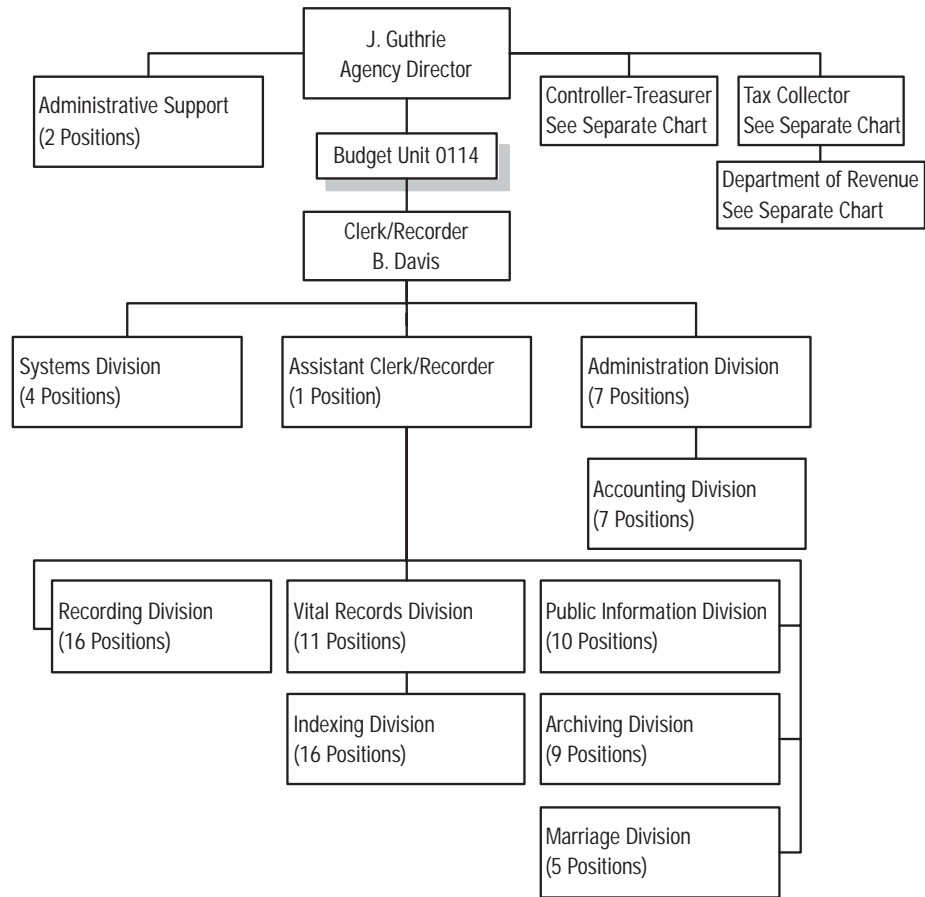 J. Guthrie
Agency Director
Administrative Support
(2 Positions)
Controller-Treasurer
See Separate Chart
Tax Collector
See Separate Chart
Budget Unit 0114
Department of Revenue
See Separate Chart
Clerk/Recorder
B. Davis
Systems Division
(4 Positions)
Assistant Clerk/Recorder
(1 Position)
Administration Division
(7 Positions)
Accounting Division
(7 Positions)
Recording Division
(16 Positions)
Vital Records Division
(11 Positions)
Public Information Division
(10 Positions)
Indexing Division
(16 Positions)
Archiving Division
(9 Positions)
Marriage Division
(5 Positions)